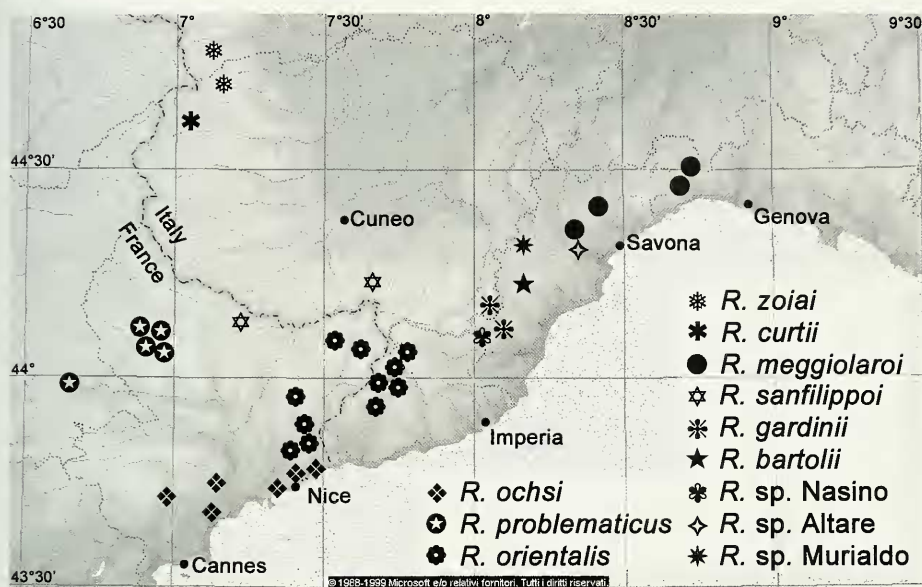 6°30' 7° 7°30' 8° 8°30' 9° 9°30'
44°30'
Cuneo
Genova
Italy
France
Savona
R. zoiai
R. curtii
R. meggiolaroi
44°
R. sanfilippoi
R. gardinii
Imperia
R. bartolii
R. ochsi
R. sp. Nasino
Nice
R. problematicus
R. sp. Altare
Cannes
R. orientalis
R. sp. Murialdo
43°30'
© 1988-1999 Microsoft e/o relativi fornitori. Tutti i diritti riservati.